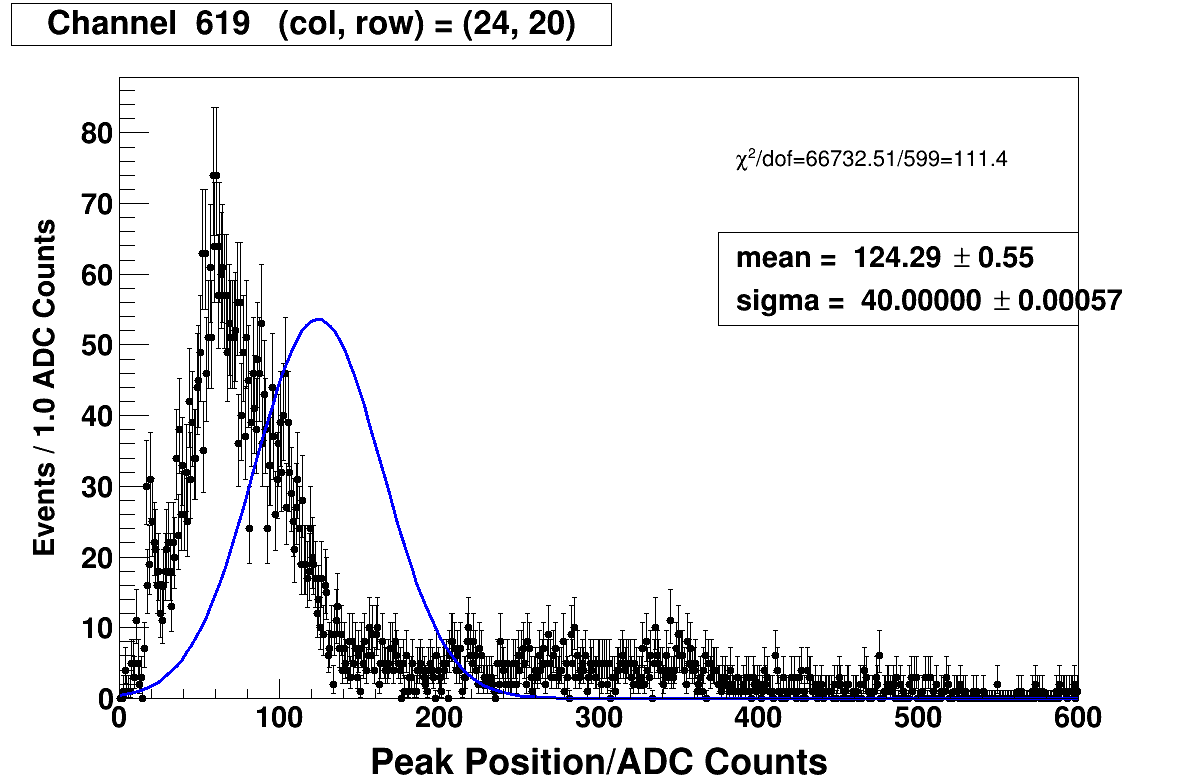 Channel 619 (col, row) = (24, 20)
χ²/dof=66732.51/599=111.4
mean = 124.29 ± 0.55
sigma = 40.00000 ± 0.00057
Events / 1.0 ADC Counts
80
70
60
50
40
30
20
10
0
0 100 200 300 400 500 600
Peak Position/ADC Counts